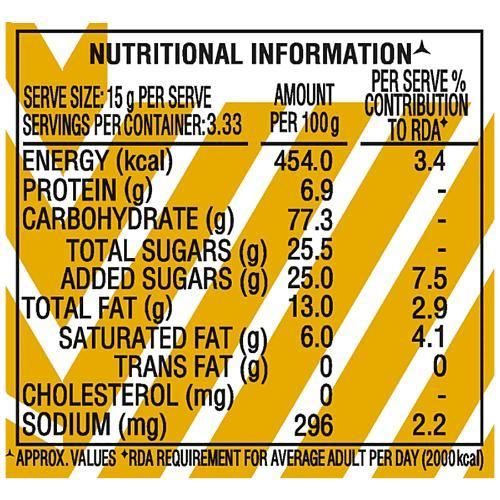 NUTRITIONAL INFORMATION⅄
SERVE SIZE: 15 g PER SERVE
SERVINGS PER CONTAINER: 3.33
AMOUNT
PER 100 g
PER SERVE %
CONTRIBUTION
TO RDA✦
ENERGY (kcal) 454.0 3.4
PROTEIN (g) 6.9 -
CARBOHYDRATE (g) 77.3 -
TOTAL SUGARS (g) 25.5 -
ADDED SUGARS (g) 25.0 7.5
TOTAL FAT (g) 13.0 2.9
SATURATED FAT (g) 6.0 4.1
TRANS FAT (g) 0 0
CHOLESTEROL (mg) 0 -
SODIUM (mg) 296 2.2
⅄APPROX. VALUES ✦RDA REQUIREMENT FOR AVERAGE ADULT PER DAY (2000 kcal)